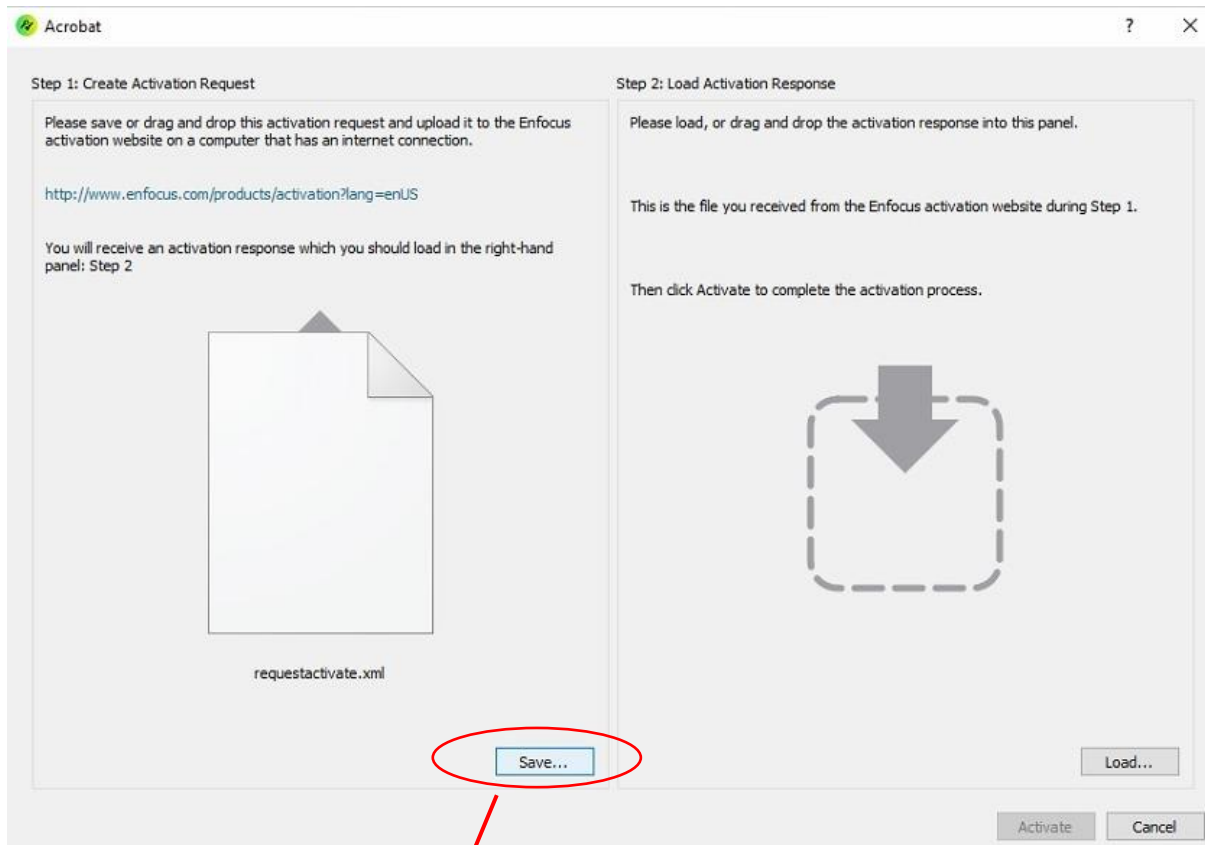 Acrobat
?
Step 1: Create Activation Request
Please save or drag and drop this activation request and upload it to the Enfocus
activation website on a computer that has an internet connection.
http://www.enfocus.com/products/activation?lang=enUS
You will receive an activation response which you should load in the right-hand
panel: Step 2
requestactivate.xml
Save...
Step 2: Load Activation Response
Please load, or drag and drop the activation response into this panel.
This is the file you received from the Enfocus activation website during Step 1.
Then click Activate to complete the activation process.
Load...
Activate
Cancel